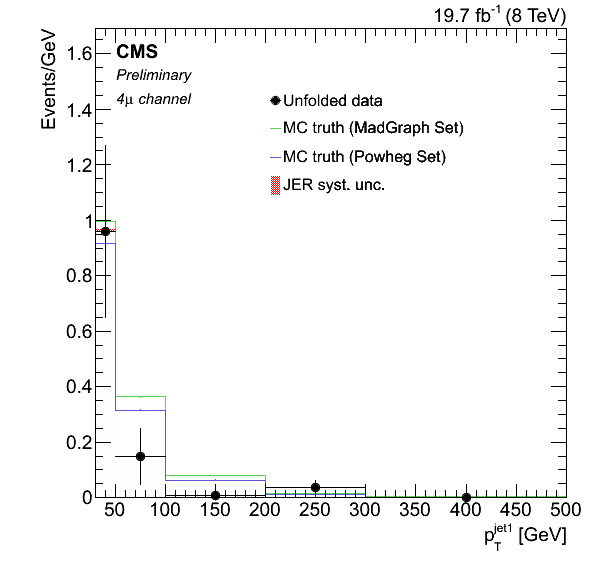 19.7 fb⁻¹ (8 TeV)
CMS
Preliminary
4μ channel
Unfolded data
MC truth (MadGraph Set)
MC truth (Powheg Set)
JER syst. unc.
Events/GeV
1.6
1.4
1.2
1
0.8
0.6
0.4
0.2
0
50 100 150 200 250 300 350 400 450 500
p_T^jet1 [GeV]